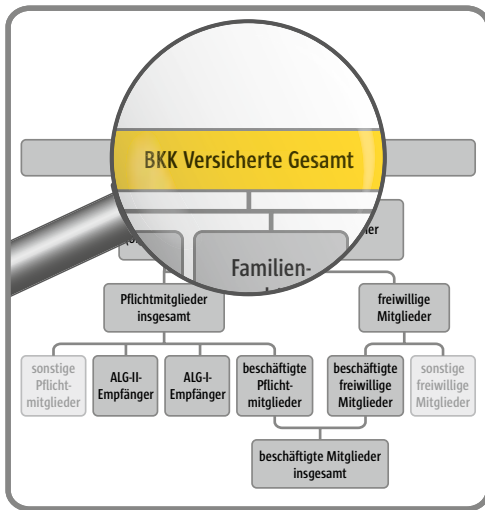 BKK Versicherte Gesamt
Familien-
Pflichtmitglieder
insgesamt
freiwillige
Mitglieder
sonstige
Pflicht-
mitglieder
ALG-II-
Empfänger
ALG-I-
Empfänger
beschäftigte
Pflicht-
mitglieder
beschäftigte
freiwillige
Mitglieder
sonstige
freiwillige
Mitglieder
beschäftigte Mitglieder
insgesamt